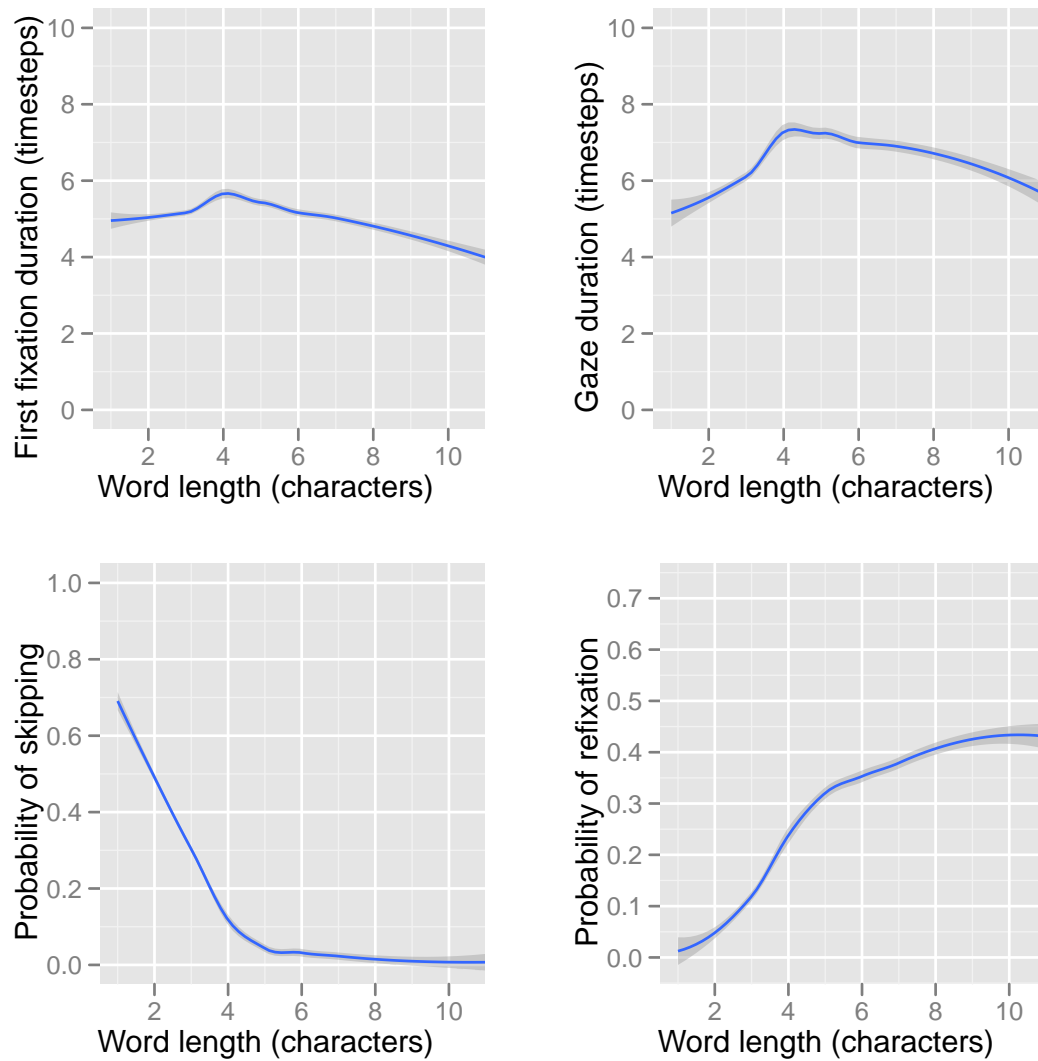 First fixation duration (timesteps)
10
8
6
4
2
0
2 4 6 8 10
Word length (characters)
Gaze duration (timesteps)
10
8
6
4
2
0
2 4 6 8 10
Word length (characters)
Probability of skipping
1.0
0.8
0.6
0.4
0.2
0.0
2 4 6 8 10
Word length (characters)
Probability of refixation
0.7
0.6
0.5
0.4
0.3
0.2
0.1
0.0
2 4 6 8 10
Word length (characters)